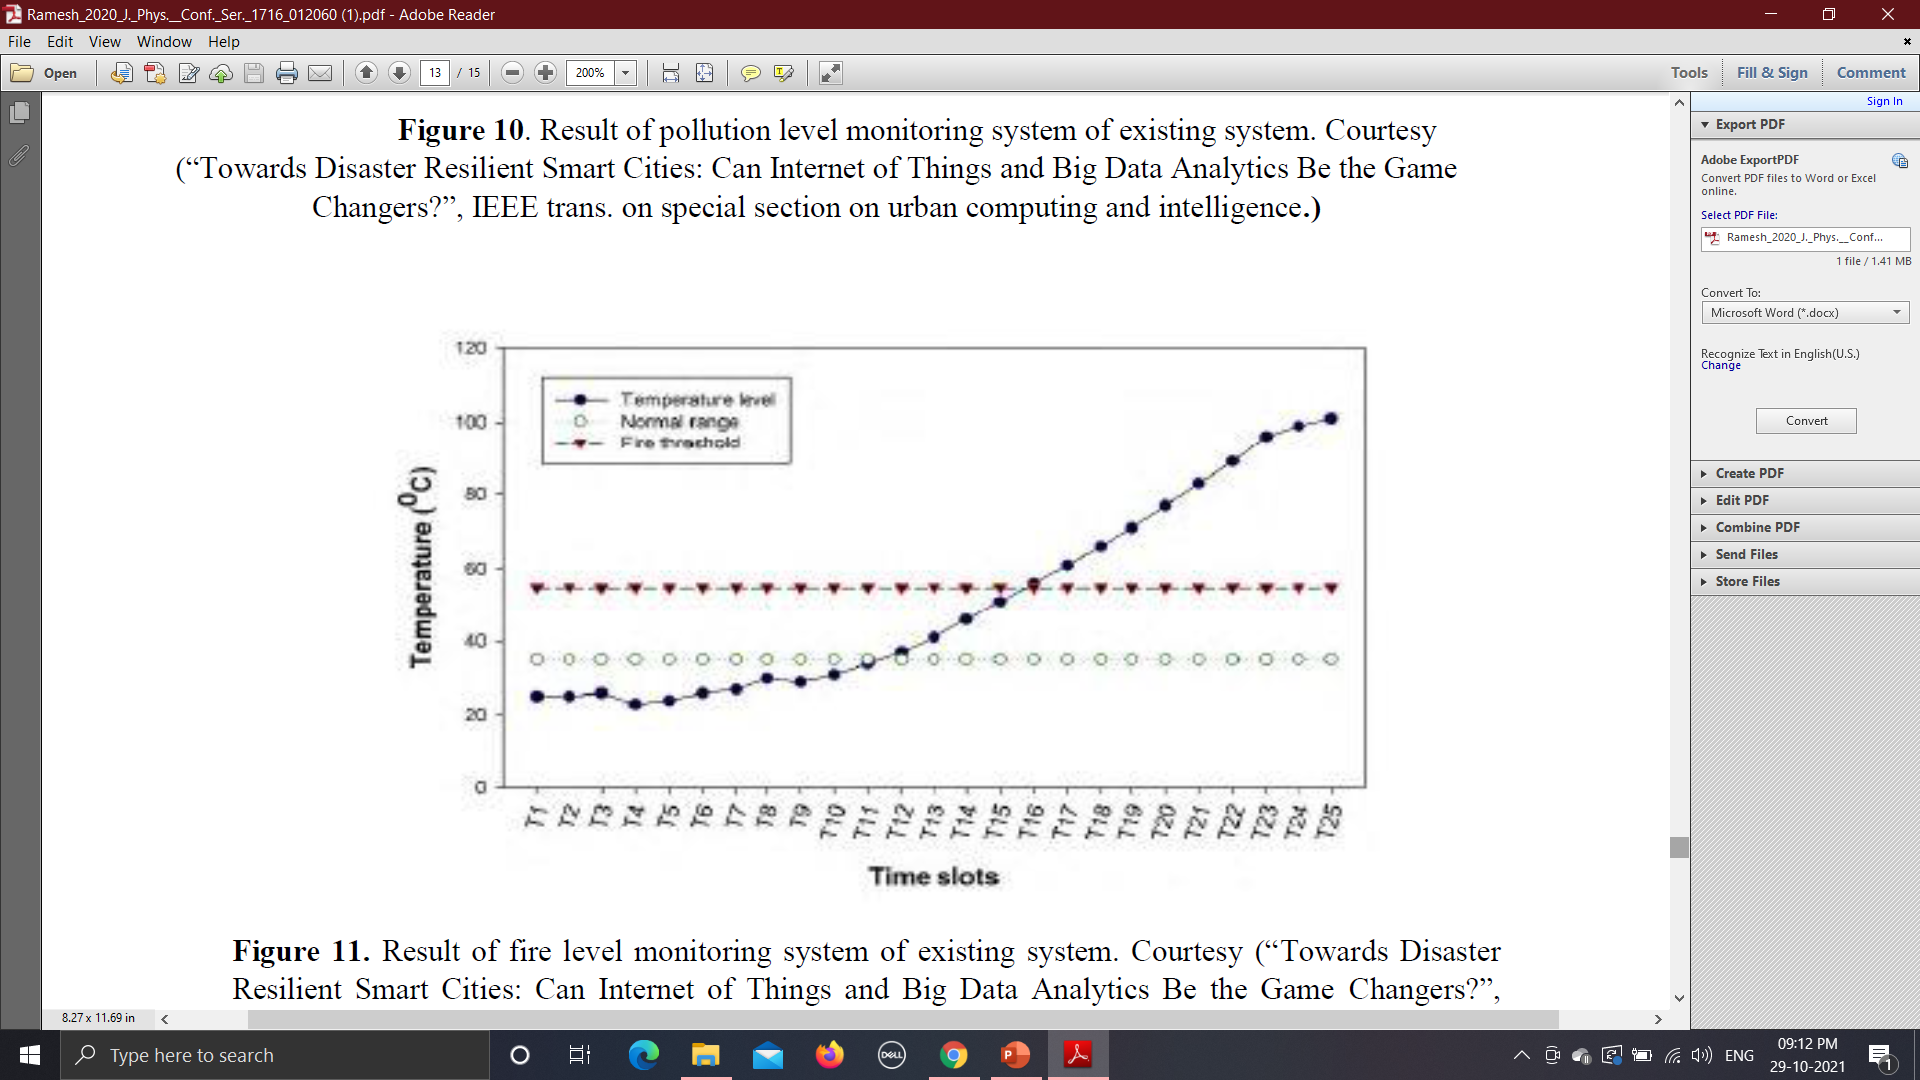 Ramesh_2020_J._Phys.__Conf._Ser._1716_012060 (1).pdf - Adobe Reader
File Edit View Window Help
Open 13 / 15 200% Tools Fill & Sign Comment
Sign In
Export PDF
Adobe ExportPDF
Convert PDF files to Word or Excel
online.
Select PDF File:
Ramesh_2020_J._Phys.__Conf...
1 file / 1.41 MB
Convert To:
Microsoft Word (*.docx)
Recognize Text in English(U.S.)
Change
Convert
Create PDF
Edit PDF
Combine PDF
Send Files
Store Files
Figure 10. Result of pollution level monitoring system of existing system. Courtesy
(“Towards Disaster Resilient Smart Cities: Can Internet of Things and Big Data Analytics Be the Game
Changers?”, IEEE trans. on special section on urban computing and intelligence.)
120
100
80
60
40
20
0
Temperature (⁰C)
Temperature level
Normal range
Fire threshold
T1 T2 T3 T4 T5 T6 T7 T8 T9 T10 T11 T12 T13 T14 T15 T16 T17 T18 T19 T20 T21 T22 T23 T24 T25
Time slots
Figure 11. Result of fire level monitoring system of existing system. Courtesy (“Towards Disaster
Resilient Smart Cities: Can Internet of Things and Big Data Analytics Be the Game Changers?”,
8.27 x 11.69 in
Type here to search
DELL
P
ENG
09:12 PM
29-10-2021
1